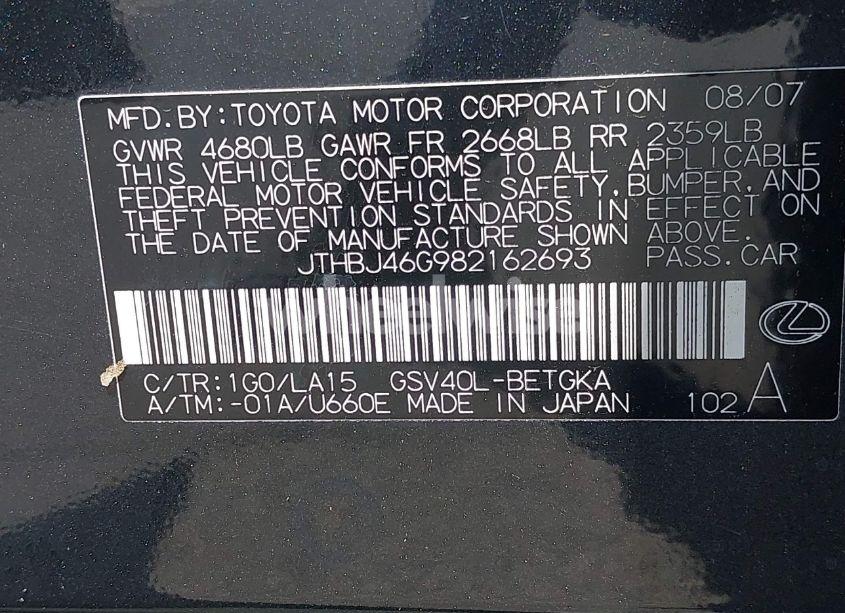 MFD.BY:TOYOTA MOTOR CORPORATION 08/07
GVWR 4680LB GAWR FR 2668LB RR 2359LB
THIS VEHICLE CONFORMS TO ALL APPLICABLE
FEDERAL MOTOR VEHICLE SAFETY,BUMPER,AND
THEFT PREVENTION STANDARDS IN EFFECT ON
THE DATE OF MANUFACTURE SHOWN ABOVE.
JTHBJ46G982162693 PASS.CAR
wheelwise
C/TR:1G0/LA15 GSV40L-BETGKA
A/TM:-01A/U660E MADE IN JAPAN 102 A